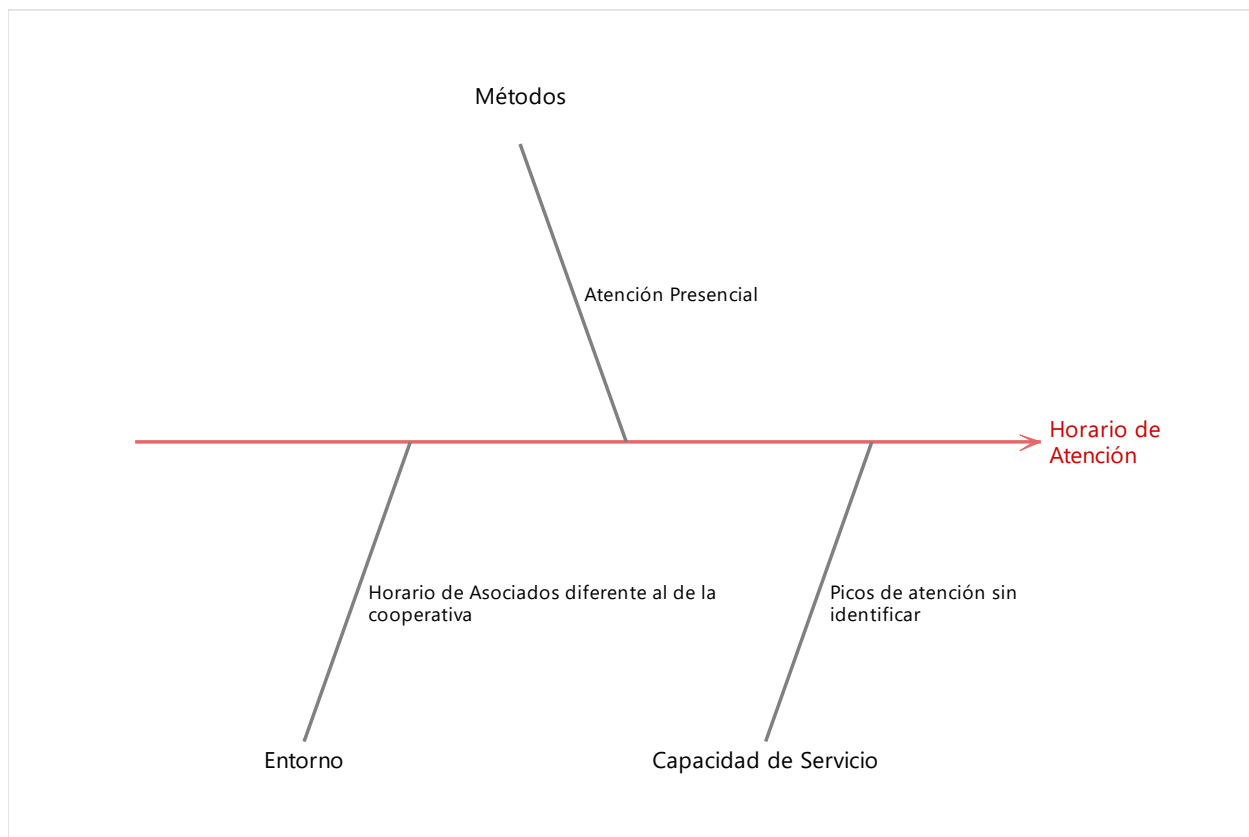 Métodos
Atención Presencial
Horario de
Atención
Horario de Asociados diferente al de la
cooperativa
Picos de atención sin
identificar
Entorno
Capacidad de Servicio